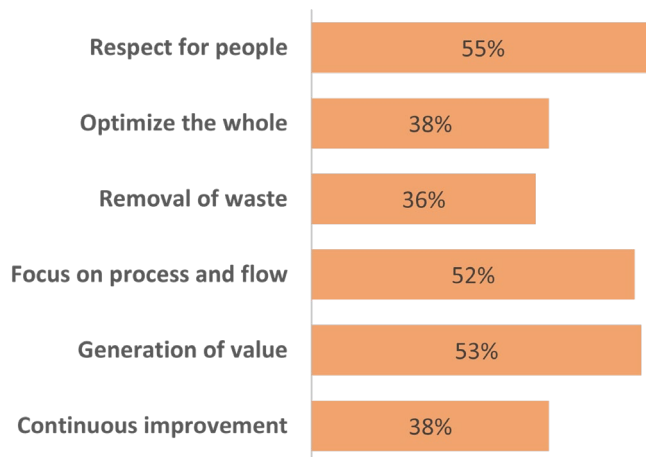 Respect for people 55%
Optimize the whole 38%
Removal of waste 36%
Focus on process and flow 52%
Generation of value 53%
Continuous improvement 38%